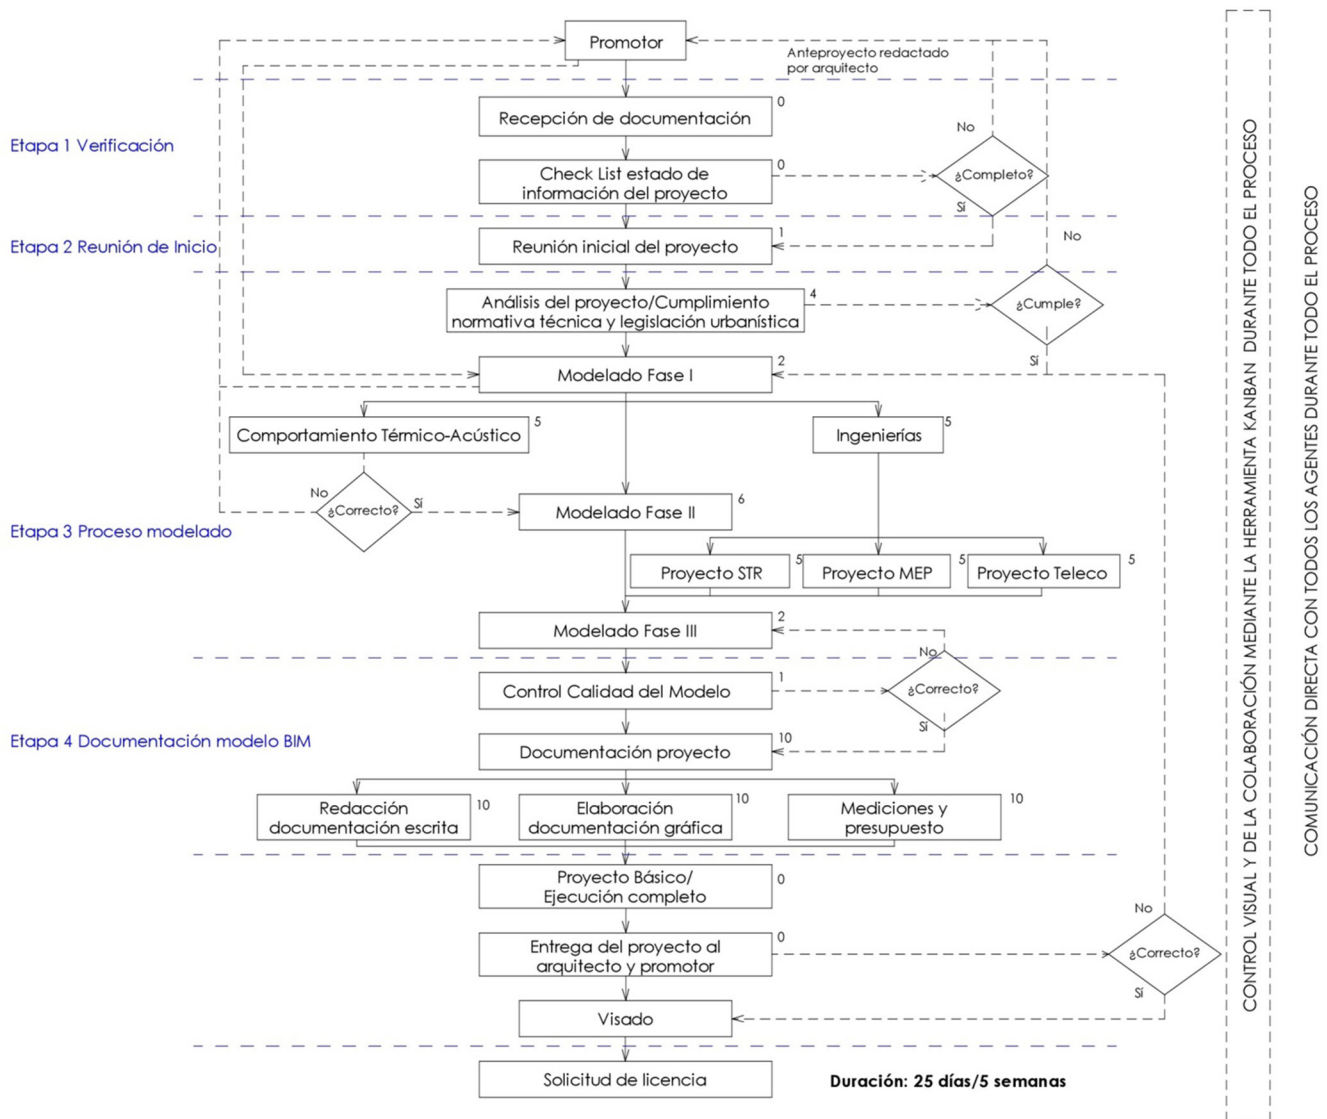 Promotor
Anteproyecto redactado
por arquitecto
0
Recepción de documentación
Etapa 1 Verificación
No
0
Check List estado de
información del proyecto
¿Completo?
Sí
1
Etapa 2 Reunión de Inicio
Reunión inicial del proyecto
No
4
Análisis del proyecto/Cumplimiento
normativa técnica y legislación urbanística
¿Cumple?
Sí
2
Modelado Fase I
5
Comportamiento Térmico-Acústico
5
Ingenierías
No
¿Correcto?
Sí
6
Modelado Fase II
Etapa 3 Proceso modelado
5
Proyecto STR
5
Proyecto MEP
5
Proyecto Teleco
2
Modelado Fase III
No
1
Control Calidad del Modelo
¿Correcto?
Sí
Etapa 4 Documentación modelo BIM
10
Documentación proyecto
10
Redacción
documentación escrita
10
Elaboración
documentación gráfica
10
Mediciones y
presupuesto
0
Proyecto Básico/
Ejecución completo
No
0
Entrega del proyecto al
arquitecto y promotor
¿Correcto?
Sí
Visado
Solicitud de licencia
Duración: 25 días/5 semanas
CONTROL VISUAL Y DE LA COLABORACIÓN MEDIANTE LA HERRAMIENTA KANBAN DURANTE TODO EL PROCESO
COMUNICACIÓN DIRECTA CON TODOS LOS AGENTES DURANTE TODO EL PROCESO